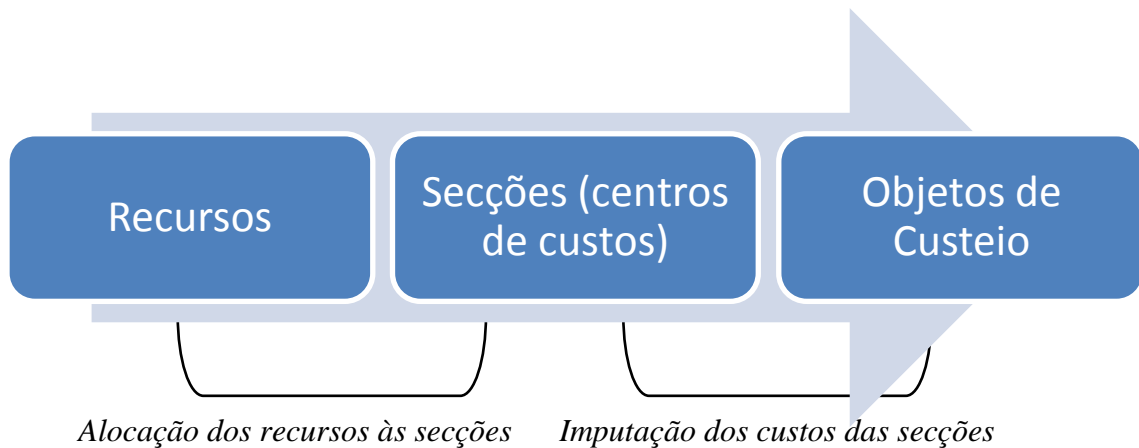 Recursos
Secções (centros
de custos)
Objetos de
Custeio
Alocação dos recursos às secções
Imputação dos custos das secções